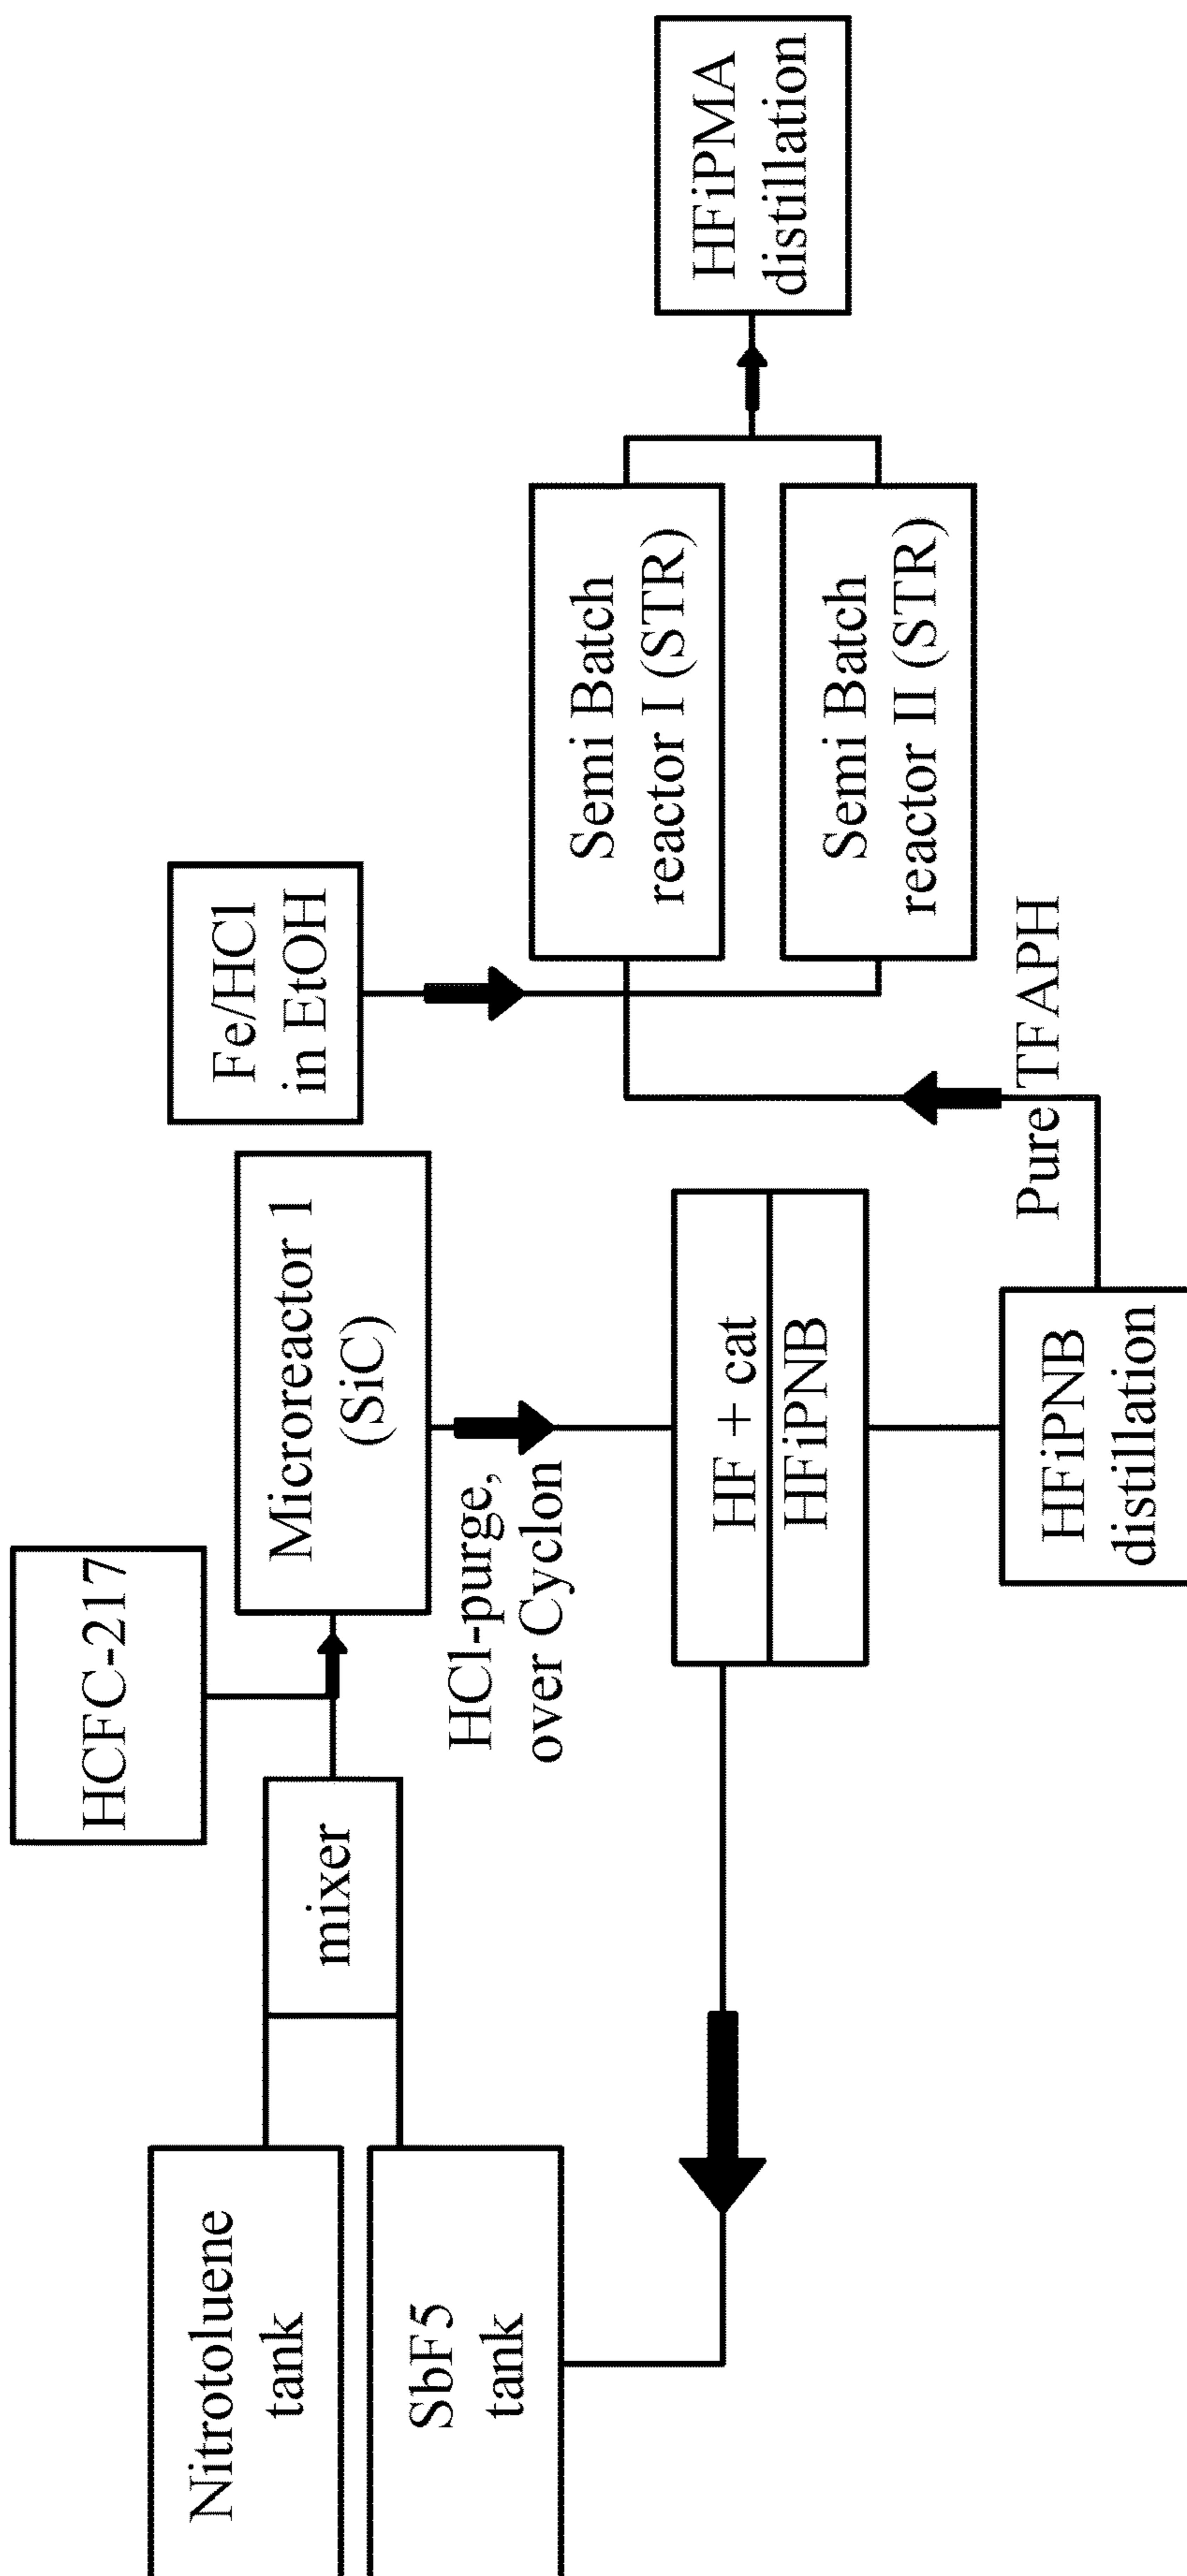 Nitrotoluene
tank
SbF5
tank
mixer
HCFC-217
Microreactor 1
(SiC)
HCl-purge,
over Cyclon
HF + cat
HFiPNB
HFiPNB
distillation
Pure TFAPH
Fe/HCl
in EtOH
Semi Batch
reactor I (STR)
Semi Batch
reactor II (STR)
HFiPMA
distillation